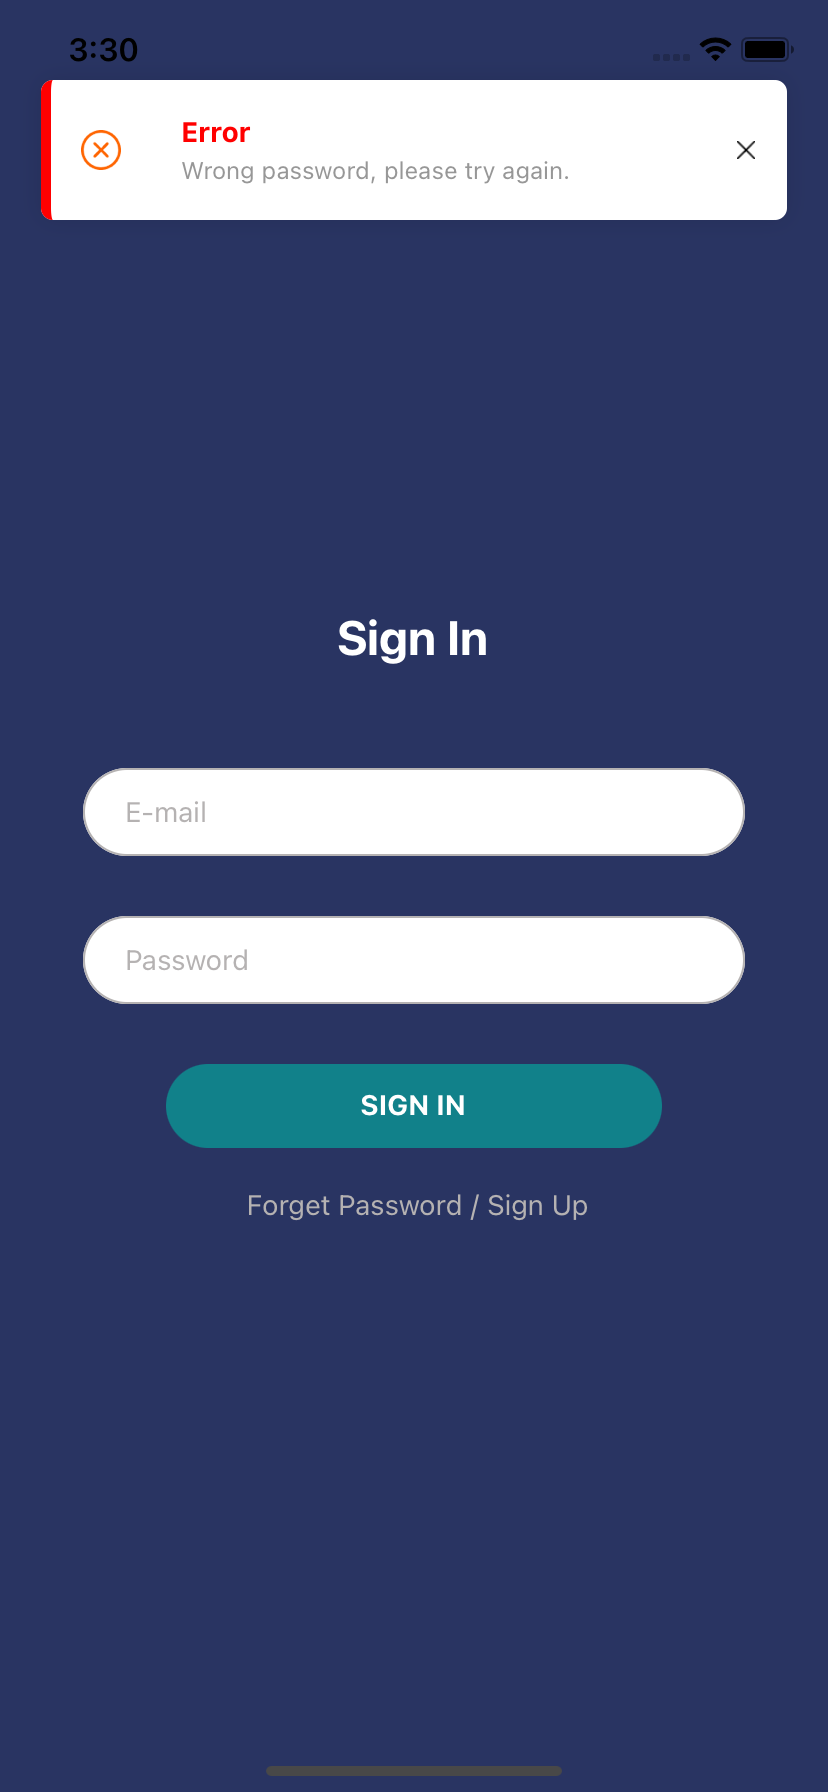 3:30
Error
Wrong password, please try again.
Sign In
E-mail
Password
SIGN IN
Forget Password / Sign Up